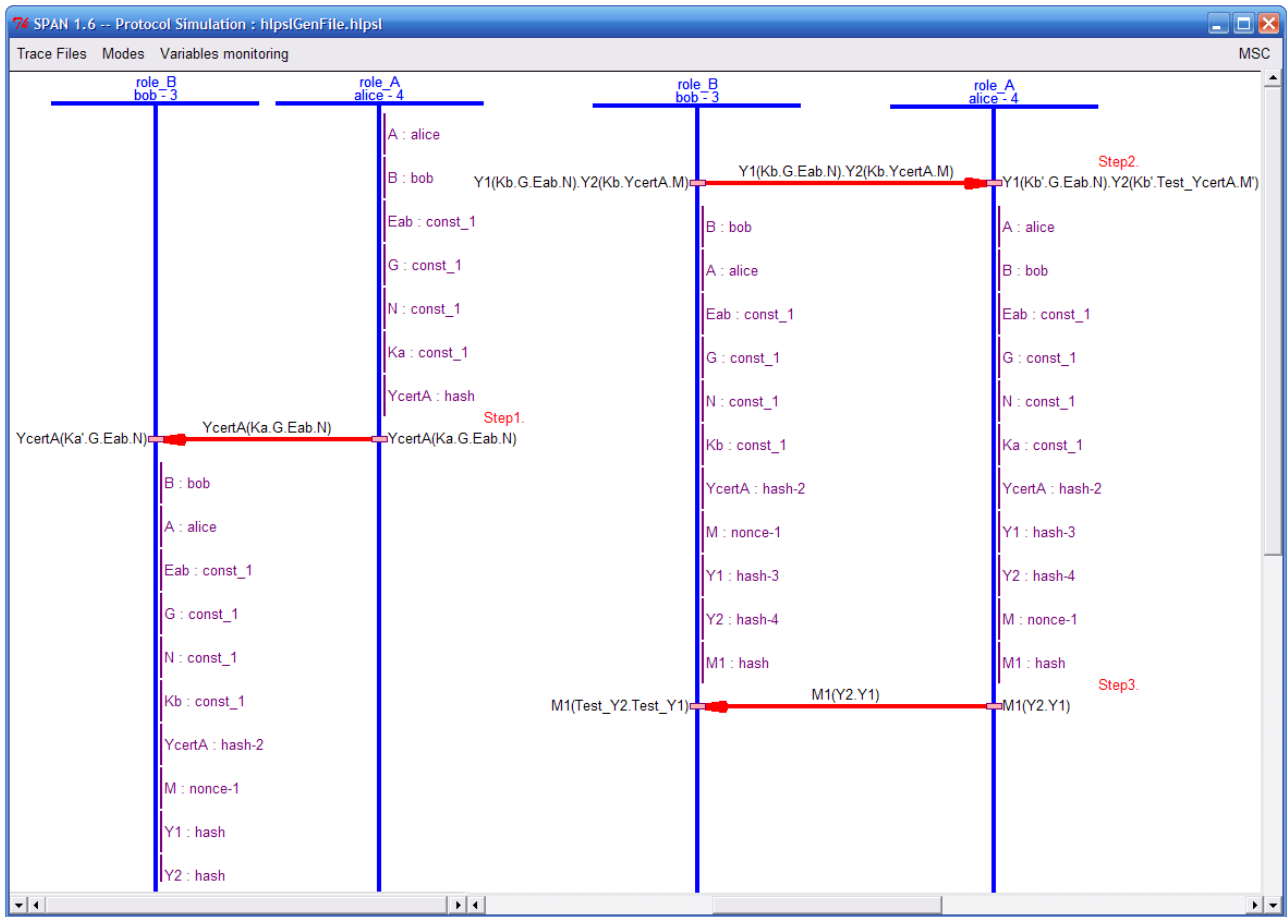 SPAN 1.6 -- Protocol Simulation : hlpslGenFile.hlpsl
Trace Files Modes Variables monitoring MSC
role_B
bob - 3
role_A
alice - 4
A : alice
B : bob
Eab : const_1
G : const_1
N : const_1
Ka : const_1
YcertA : hash
Step1.
YcertA(Ka'.G.Eab.N) YcertA(Ka.G.Eab.N) YcertA(Ka.G.Eab.N)
B : bob
A : alice
Eab : const_1
G : const_1
N : const_1
Kb : const_1
YcertA : hash-2
M : nonce-1
Y1 : hash
Y2 : hash
role_B
bob - 3
role_A
alice - 4
Step2.
Y1(Kb.G.Eab.N).Y2(Kb.YcertA.M) Y1(Kb.G.Eab.N).Y2(Kb.YcertA.M) Y1(Kb'.G.Eab.N).Y2(Kb'.Test_YcertA.M')
B : bob
A : alice
Eab : const_1
G : const_1
N : const_1
Kb : const_1
YcertA : hash-2
M : nonce-1
Y1 : hash-3
Y2 : hash-4
M1 : hash
A : alice
B : bob
Eab : const_1
G : const_1
N : const_1
Ka : const_1
YcertA : hash-2
Y1 : hash-3
Y2 : hash-4
M : nonce-1
M1 : hash
Step3.
M1(Test_Y2.Test_Y1) M1(Y2.Y1) M1(Y2.Y1)